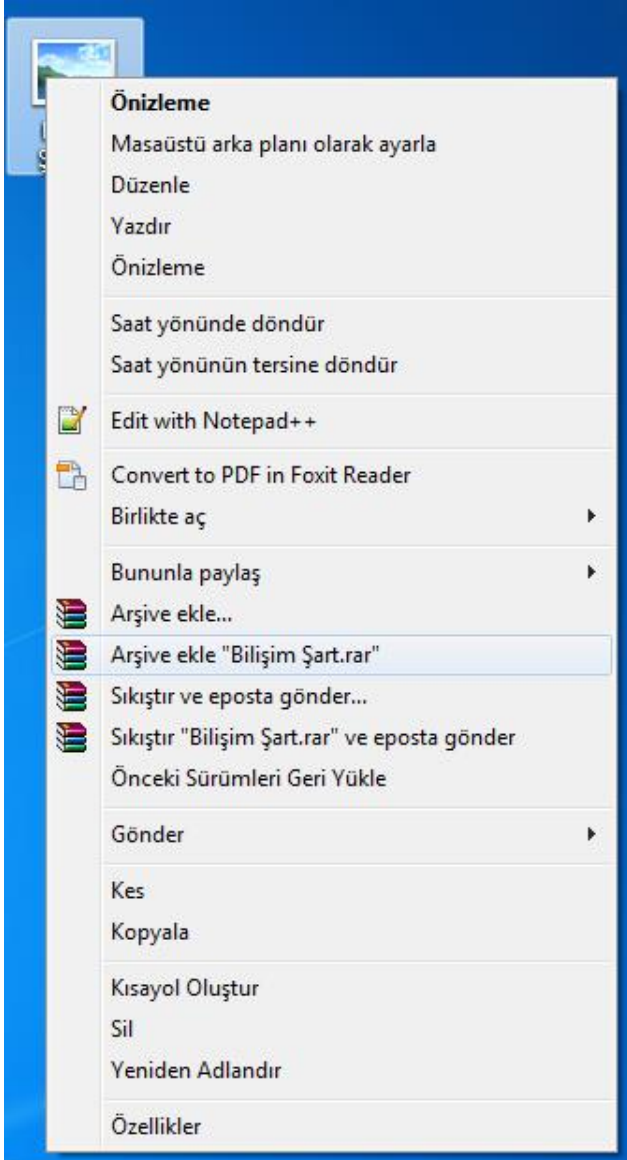 Önizleme
Masaüstü arka planı olarak ayarla
Düzenle
Yazdır
Önizleme
Saat yönünde döndür
Saat yönünün tersine döndür
Edit with Notepad++
Convert to PDF in Foxit Reader
Birlikte aç
Bununla paylaş
Arşive ekle...
Arşive ekle "Bilişim Şart.rar"
Sıkıştır ve eposta gönder...
Sıkıştır "Bilişim Şart.rar" ve eposta gönder
Önceki Sürümleri Geri Yükle
Gönder
Kes
Kopyala
Kısayol Oluştur
Sil
Yeniden Adlandır
Özellikler